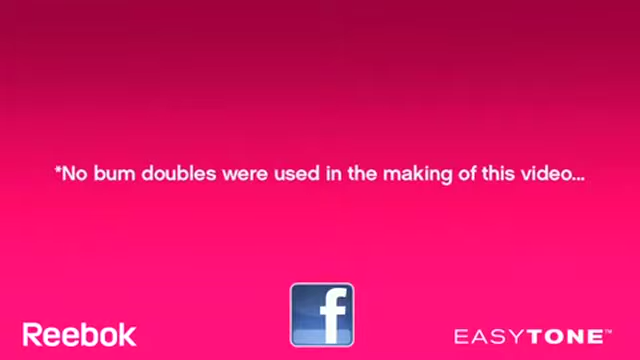 *No bum doubles were used in the making of this video...
f
Reebok
EASYTONE™